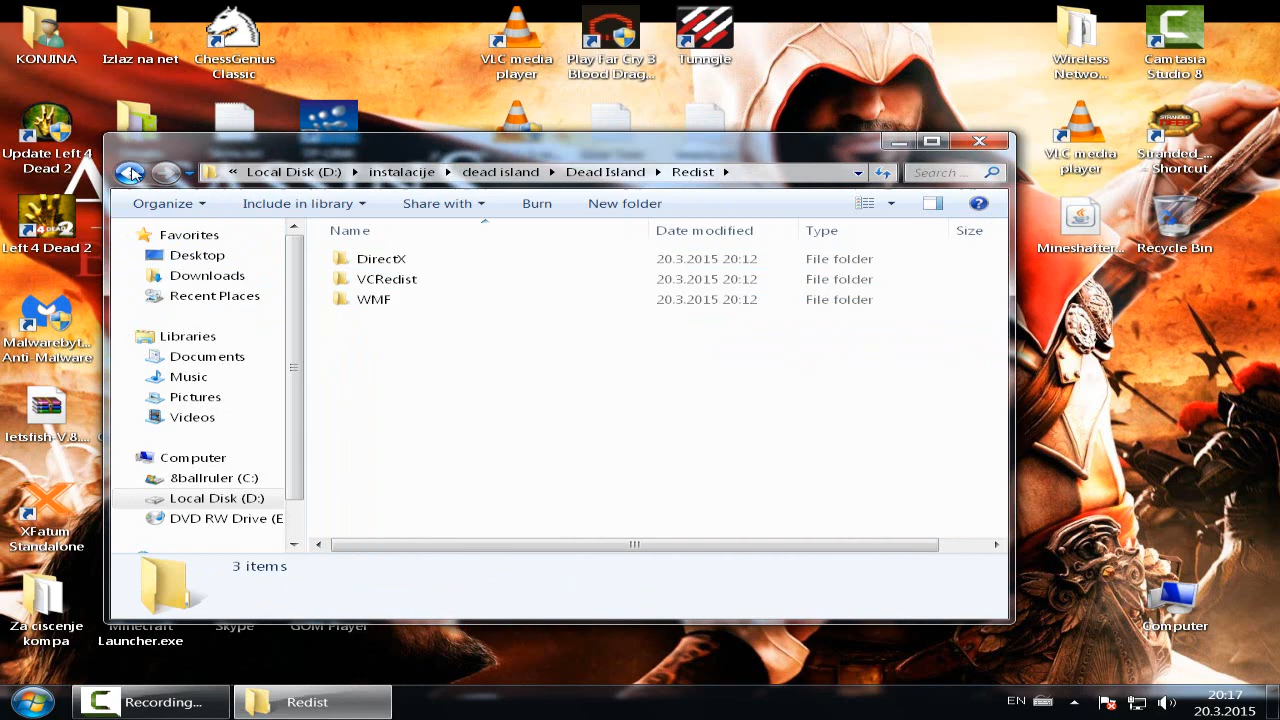 KONJINA
Izlaz na net
ChessGenius
Classic
VLC media
player
Play Far Cry 3
Blood Drag...
Tunngle
Wireless
Netwo...
Camtasia
Studio 8
Update Left 4
Dead 2
VLC media
player
Stranded_...
- Shortcut
Left 4 Dead 2
Mineshafter...
Recycle Bin
Malwarebyt...
Anti-Malware
letsfish-V.8....
XFatum
Standalone
Za ciscenje
kompa
Minecraft
Launcher.exe
Skype
GOM Player
Computer
« Local Disk (D:) instalacije dead island Dead Island Redist
Search ...
Organize Include in library Share with Burn New folder
Favorites
Desktop
Downloads
Recent Places
Libraries
Documents
Music
Pictures
Videos
Computer
8ballruler (C:)
Local Disk (D:)
DVD RW Drive (E
Name Date modified Type Size
DirectX 20.3.2015 20:12 File folder
VCRedist 20.3.2015 20:12 File folder
WMF 20.3.2015 20:12 File folder
3 items
Recording...
Redist
EN
20:17
20.3.2015